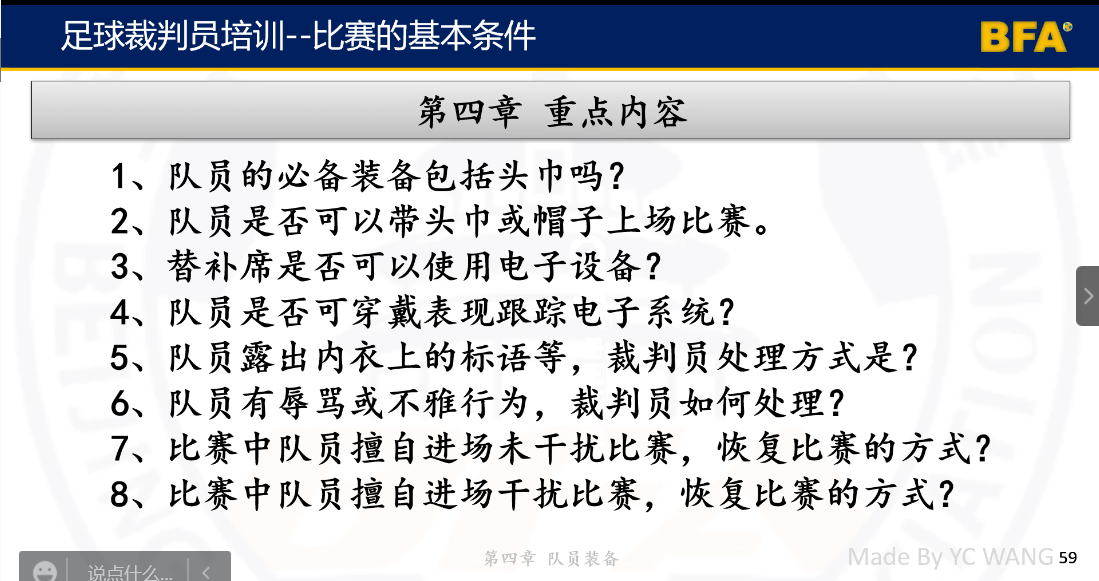 足球裁判员培训--比赛的基本条件
BFA
第四章 重点内容
1、队员的必备装备包括头巾吗？
2、队员是否可以带头巾或帽子上场比赛。
3、替补席是否可以使用电子设备？
4、队员是否可穿戴表现跟踪电子系统？
5、队员露出内衣上的标语等，裁判员处理方式是？
6、队员有辱骂或不雅行为，裁判员如何处理？
7、比赛中队员擅自进场未干扰比赛，恢复比赛的方式？
8、比赛中队员擅自进场干扰比赛，恢复比赛的方式？
第四章 队员装备
Made By YC WANG 59
说点什么...